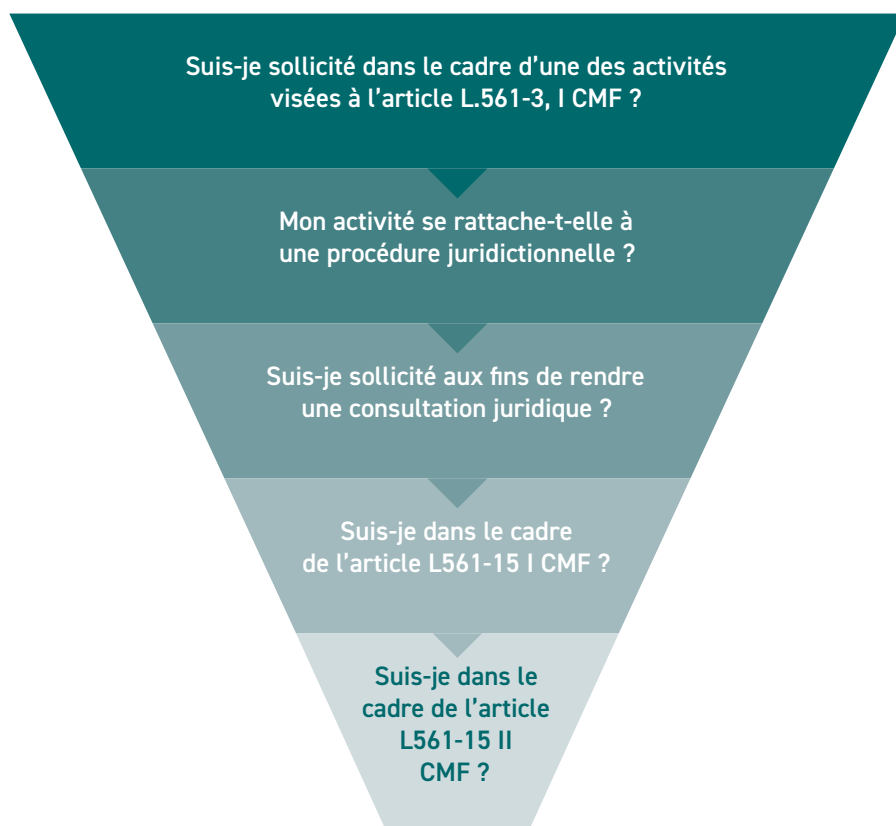 Suis-je sollicité dans le cadre d’une des activités
visées à l’article L.561-3, I CMF ?
Mon activité se rattache-t-elle à
une procédure juridictionnelle ?
Suis-je sollicité aux fins de rendre
une consultation juridique ?
Suis-je dans le cadre
de l’article L561-15 I CMF ?
Suis-je dans le
cadre de l’article
L561-15 II
CMF ?